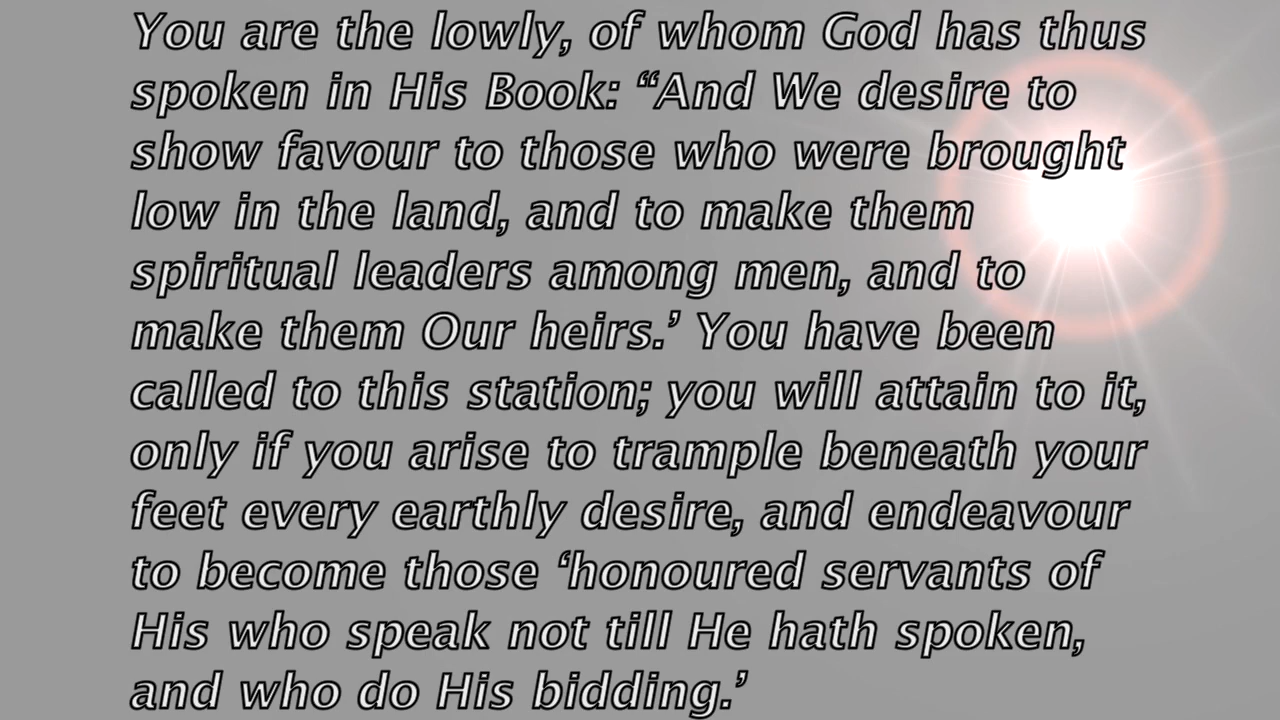 You are the lowly, of whom God has thus
spoken in His Book: “And We desire to
show favour to those who were brought
low in the land, and to make them
spiritual leaders among men, and to
make them Our heirs.’ You have been
called to this station; you will attain to it,
only if you arise to trample beneath your
feet every earthly desire, and endeavour
to become those ‘honoured servants of
His who speak not till He hath spoken,
and who do His bidding.’